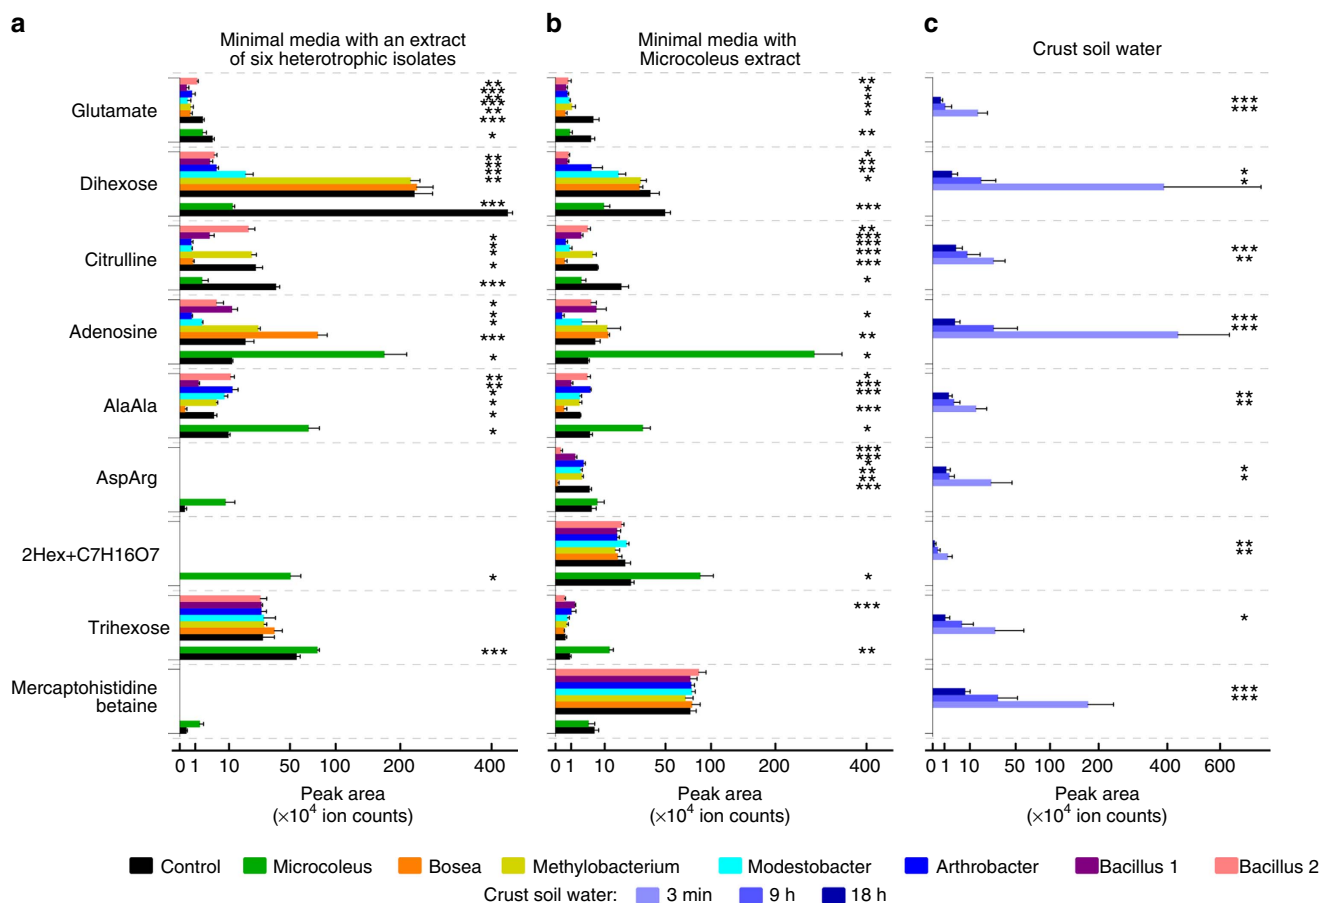 a
Minimal media with an extract
of six heterotrophic isolates
b
Minimal media with
Microcoleus extract
c
Crust soil water
Glutamate
**
***
**
***
**
***
*
**
*
*
*
*
**
***
***
Dihexose
**
**
**
**
***
*
**
**
*
***
*
*
Citrulline
*
*
*
*
***
**
***
***
***
***
*
***
**
Adenosine
*
*
*
***
*
*
**
*
***
***
AlaAla
**
**
*
*
*
*
*
***
***
***
*
**
**
AspArg
***
***
*
**
**
***
*
*
2Hex+C7H16O7
*
*
**
**
Trihexose
***
***
**
*
Mercaptohistidine
betaine
***
***
0 1 10 50 100 200 400
0 1 10 50 100 200 400
0 1 10 50 100 200 400 600
Peak area
(×10⁴ ion counts)
Peak area
(×10⁴ ion counts)
Peak area
(×10⁴ ion counts)
Control Microcoleus Bosea Methylobacterium Modestobacter Arthrobacter Bacillus 1 Bacillus 2
Crust soil water: 3 min 9 h 18 h